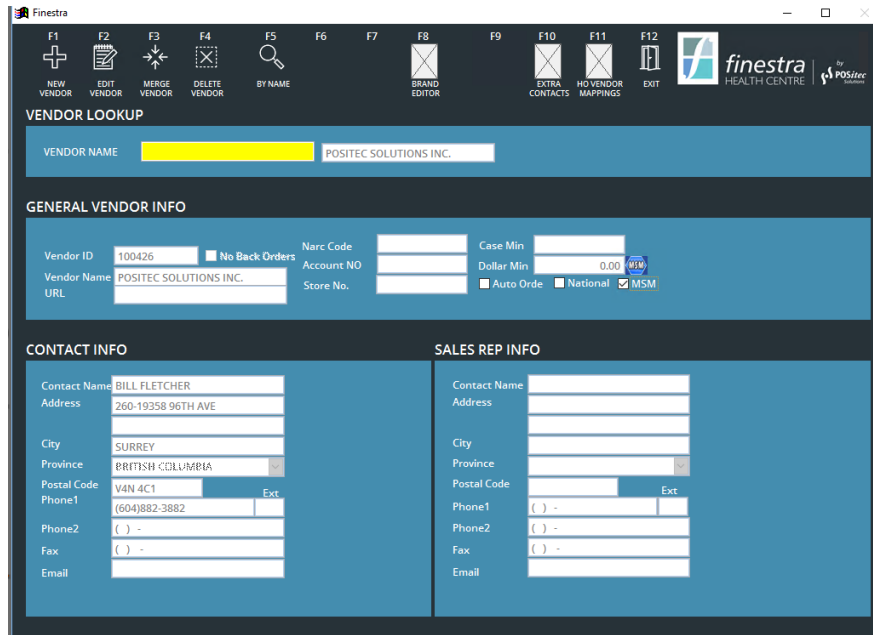 Finestra
F1 F2 F3 F4 F5 F6 F7 F8 F9 F10 F11 F12
NEW VENDOR
EDIT VENDOR
MERGE VENDOR
DELETE VENDOR
BY NAME
BRAND EDITOR
EXTRA CONTACTS
HO VENDOR MAPPINGS
EXIT
finestra
HEALTH CENTRE
by
POSitec
Solutions
VENDOR LOOKUP
VENDOR NAME POSITEC SOLUTIONS INC.
GENERAL VENDOR INFO
Vendor ID 100426 No Back Orders
Vendor Name POSITEC SOLUTIONS INC.
URL
Narc Code
Account NO
Store No.
Case Min
Dollar Min 0.00 MSM
Auto Orde National MSM
CONTACT INFO
Contact Name BILL FLETCHER
Address 260-19358 96TH AVE
City SURREY
Province BRITISH COLUMBIA
Postal Code V4N 4C1
Ext
Phone1 (604)882-3882
Phone2 ( ) -
Fax ( ) -
Email
SALES REP INFO
Contact Name
Address
City
Province
Postal Code
Ext
Phone1 ( ) -
Phone2 ( ) -
Fax ( ) -
Email